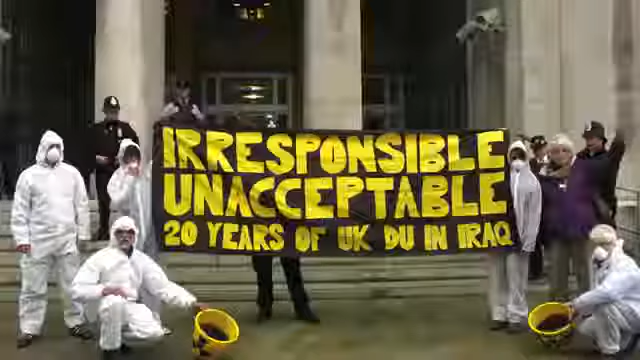 IRRESPONSIBLE
UNACCEPTABLE
20 YEARS OF UK DU IN IRAQ